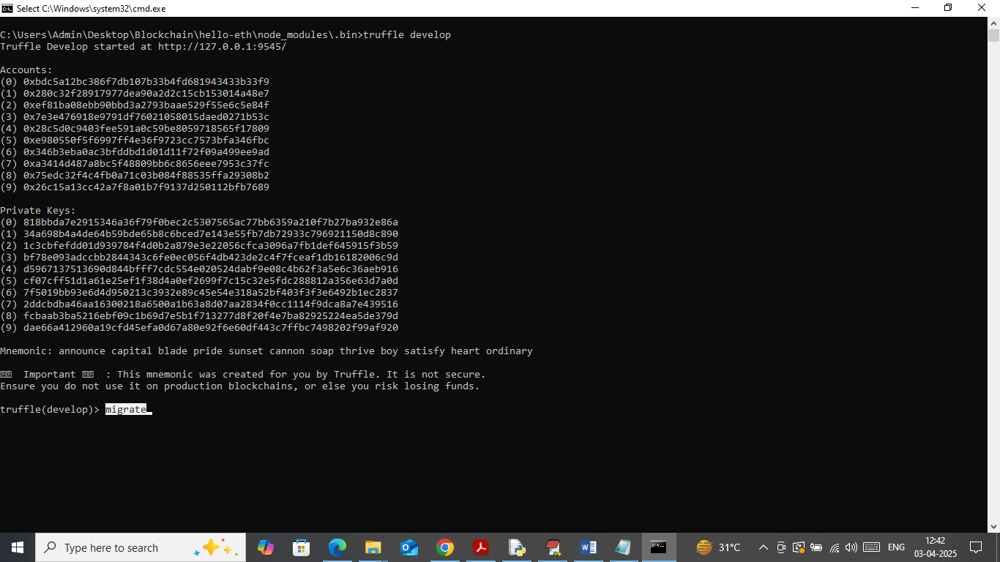 Select C:\Windows\system32\cmd.exe
C:\Users\Admin\Desktop\Blockchain\hello-eth\node_modules\.bin>truffle develop
Truffle Develop started at http://127.0.0.1:9545/
Accounts:
(0) 0xbdc5a12bc386f7db107b33b4fd681943433b33f9
(1) 0x280c32f28917977dea90a2d2c15cb153014a48e7
(2) 0xef81ba08ebb90bbd3a2793baae529f55e6c5e84f
(3) 0x7e3e476918e9791df76021058015daed0271b53c
(4) 0x28c5d0c9403fee591a0c59be8059718565f17809
(5) 0xe980550f5f6997ff4e36f9723cc7573bfa346fbc
(6) 0x346b3eba0ac3bfddbd1d01d11f72f09a499ee9ad
(7) 0xa3414d487a8bc5f48809bb6c8656eee7953c37fc
(8) 0x75edc32f4c4fb0a71c03b084f88535ffa29308b2
(9) 0x26c15a13cc42a7f8a01b7f9137d250112bfb7689
Private Keys:
(0) 818bbda7e2915346a36f79f0bec2c5307565ac77bb6359a210f7b27ba932e86a
(1) 34a698b4a4de64b59bde65b8c6bced7e143e55fb7db72933c796921150d8c890
(2) 1c3cbfefdd01d939784f4d0b2a879e3e22056cfca3096a7fb1def645915f3b59
(3) bf78e093adccbb2844343c6fe0ec056f4db423de2c4f7fceaf1db16182006c9d
(4) d5967137513690d844bfff7cdc554e020524dabf9e08c4b62f3a5e6c36aeb916
(5) cf07cff51d1a61e25ef1f38d4a0ef2699f7c15c32e5fdc288812a356e63d7a0d
(6) 7f5019bb93e6d4d950213c3932e89c45e54e318a52bf403f3f3e6492b1ec2837
(7) 2ddcbdba46aa16300218a6500a1b63a8d07aa2834f0cc1114f9dca8a7e439516
(8) fcbaab3ba5216ebf09c1b69d7e5b1f713277d8f20f4e7ba82925224ea5de379d
(9) dae66a412960a19cfd45efa0d67a80e92f6e60df443c7ffbc7498202f99af920
Mnemonic: announce capital blade pride sunset cannon soap thrive boy satisfy heart ordinary
Important : This mnemonic was created for you by Truffle. It is not secure.
Ensure you do not use it on production blockchains, or else you risk losing funds.
truffle(develop)> migrate
Type here to search
31°C
ENG
12:42
03-04-2025